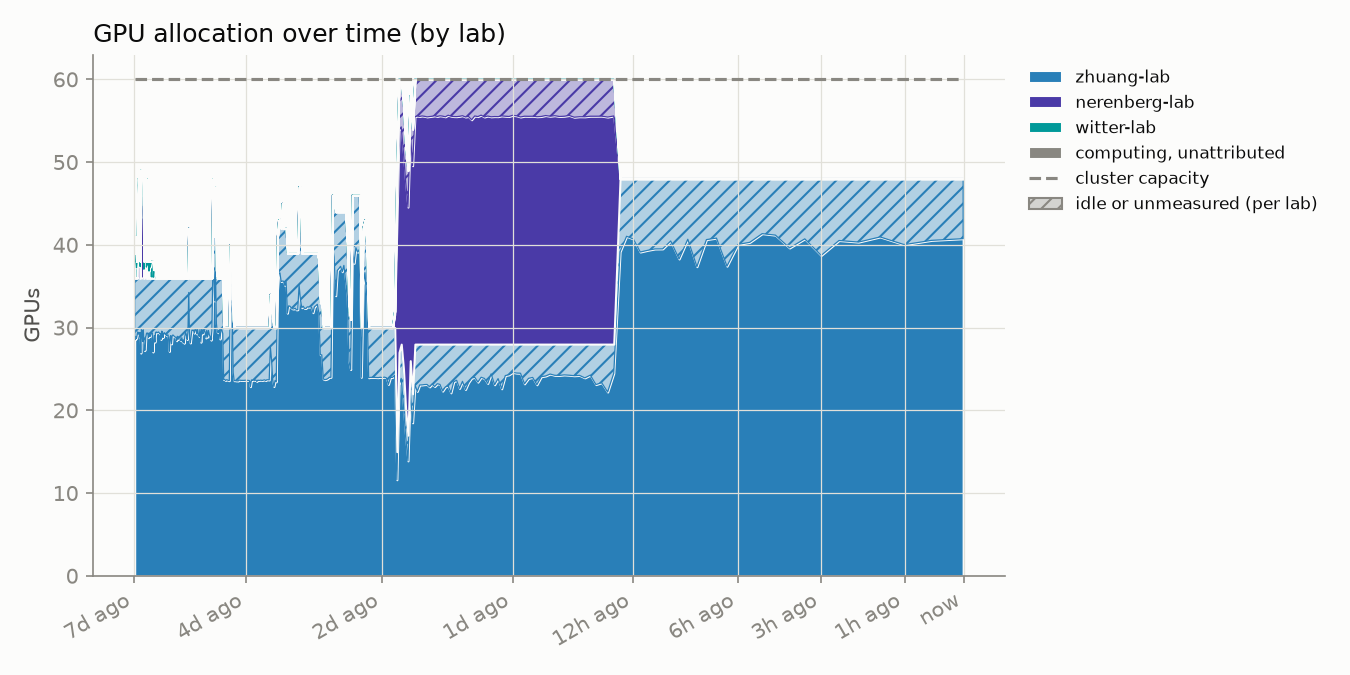 GPU allocation over time (by lab)
GPUs
60
50
40
30
20
10
0
7d ago
4d ago
2d ago
1d ago
12h ago
6h ago
3h ago
1h ago
now
zhuang-lab
nerenberg-lab
witter-lab
computing, unattributed
cluster capacity
idle or unmeasured (per lab)